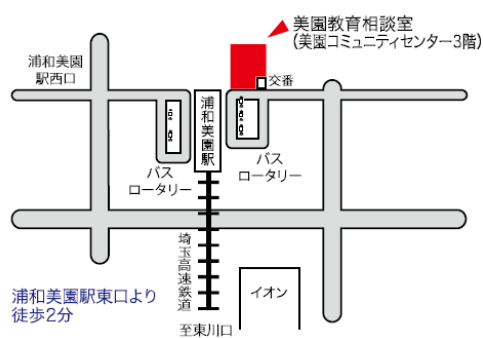 美園教育相談室
(美園コミュニティセンター3階)
浦和美園
駅西口
交番
浦和美園駅
バス
ロータリー
バス
ロータリー
埼玉高速鉄道
イオン
浦和美園駅東口より
徒歩2分
至東川口